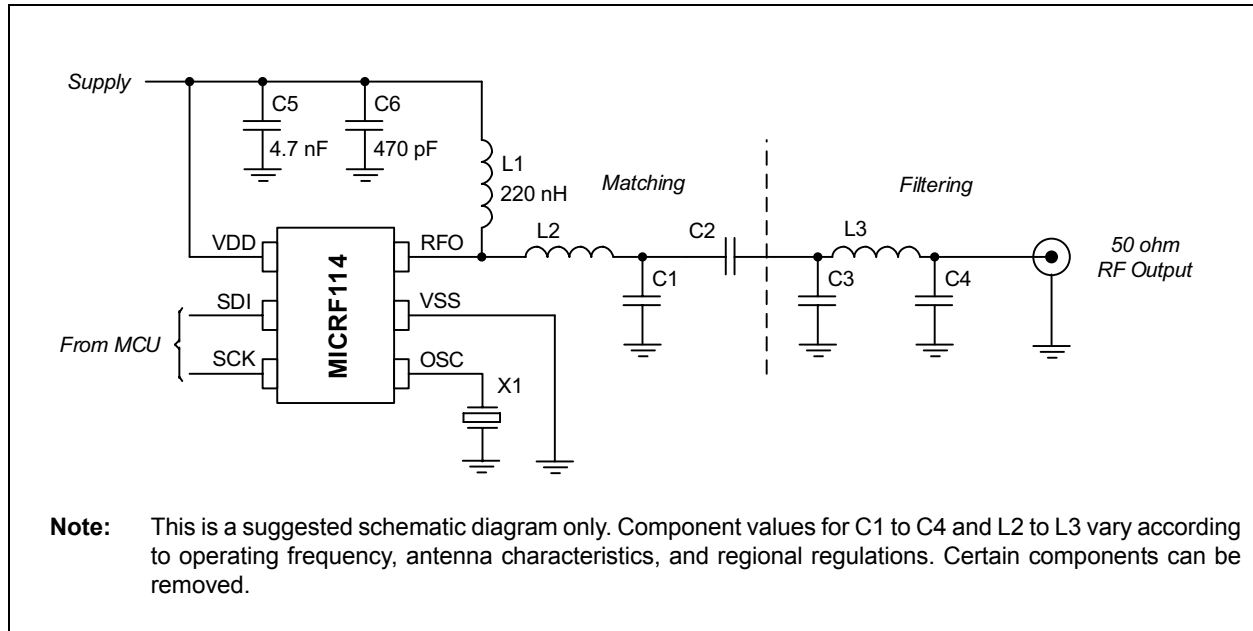 Supply
C5
C6
4.7 nF
470 pF
L1
220 nH
Matching
Filtering
VDD
RFO
L2
C2
L3
50 ohm
RF Output
SDI
VSS
C1
C3
C4
From MCU
SCK
OSC
MICRF114
X1
Note: This is a suggested schematic diagram only. Component values for C1 to C4 and L2 to L3 vary according
to operating frequency, antenna characteristics, and regional regulations. Certain components can be
removed.